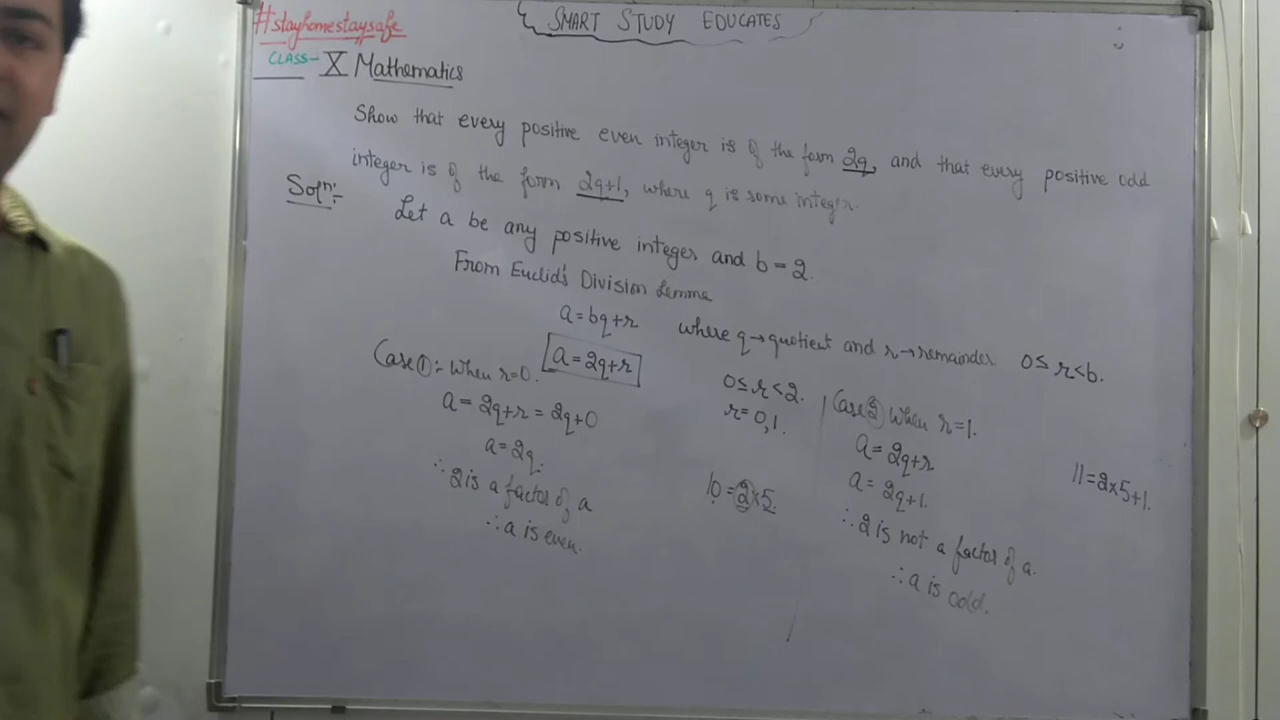 #stayhomestaysafe
SMART STUDY EDUCATES
CLASS- X Mathematics
Show that every positive even integer is of the form 2q, and that every positive odd
integer is of the form 2q+1, where q is some integer.
Solⁿ:-
Let a be any positive integer and b = 2.
From Euclid's Division Lemma
a = bq+r where q→quotient and r→remainder 0≤r<b.
a = 2q+r
0≤r<2.
r=0,1.
Case①:- When r=0.
a = 2q+r = 2q+0
a = 2q.
∴ 2 is a factor of a
∴ a is even.
10 = 2×5.
Case② When r=1.
a = 2q+r.
a = 2q+1.
∴ 2 is not a factor of a.
∴ a is odd.
11=2×5+1.